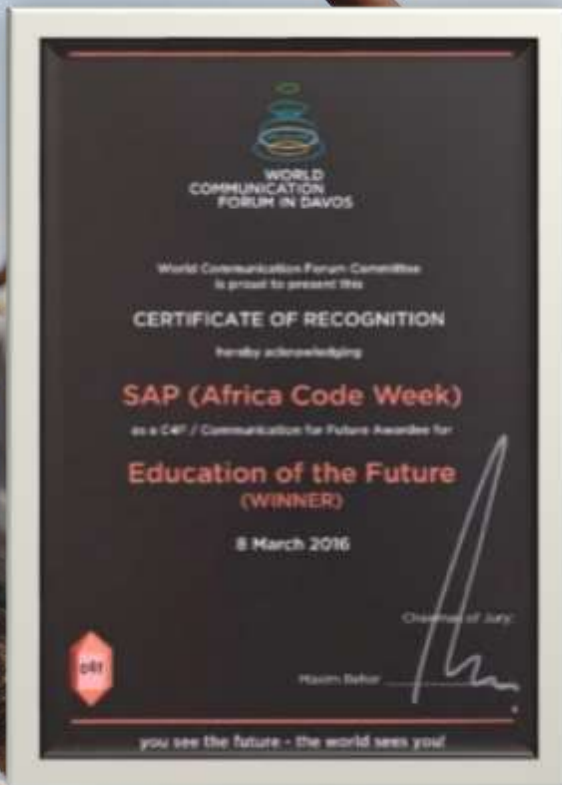 WORLD
COMMUNICATION
FORUM IN DAVOS
World Communication Forum Committee
is proud to present this
CERTIFICATE OF RECOGNITION
hereby acknowledging
SAP (Africa Code Week)
as a C4F / Communication for Future Awardee for
Education of the Future
(WINNER)
8 March 2016
Chairman of Jury:
c4f
Maxim Behar
you see the future - the world sees you!